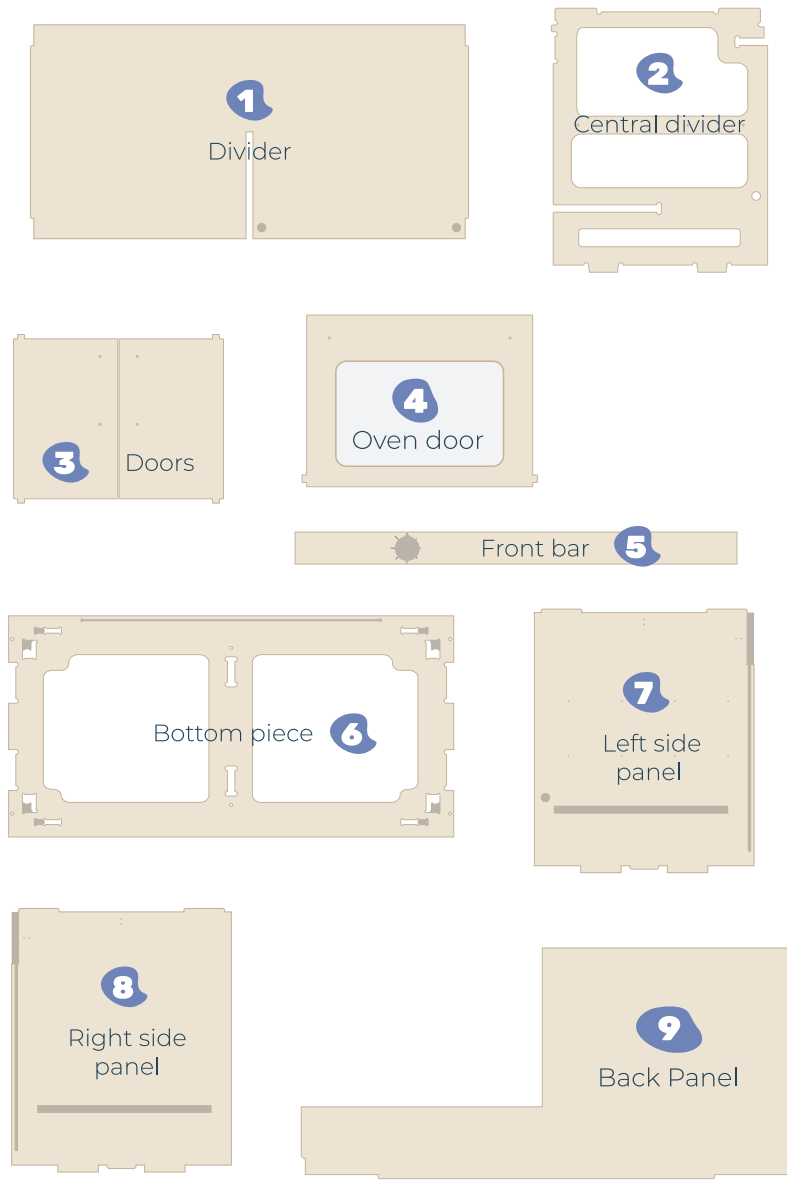 1
Divider
2
Central divider
3
Doors
4
Oven door
Front bar
5
Bottom piece
6
7
Left side
panel
8
Right side
panel
9
Back Panel